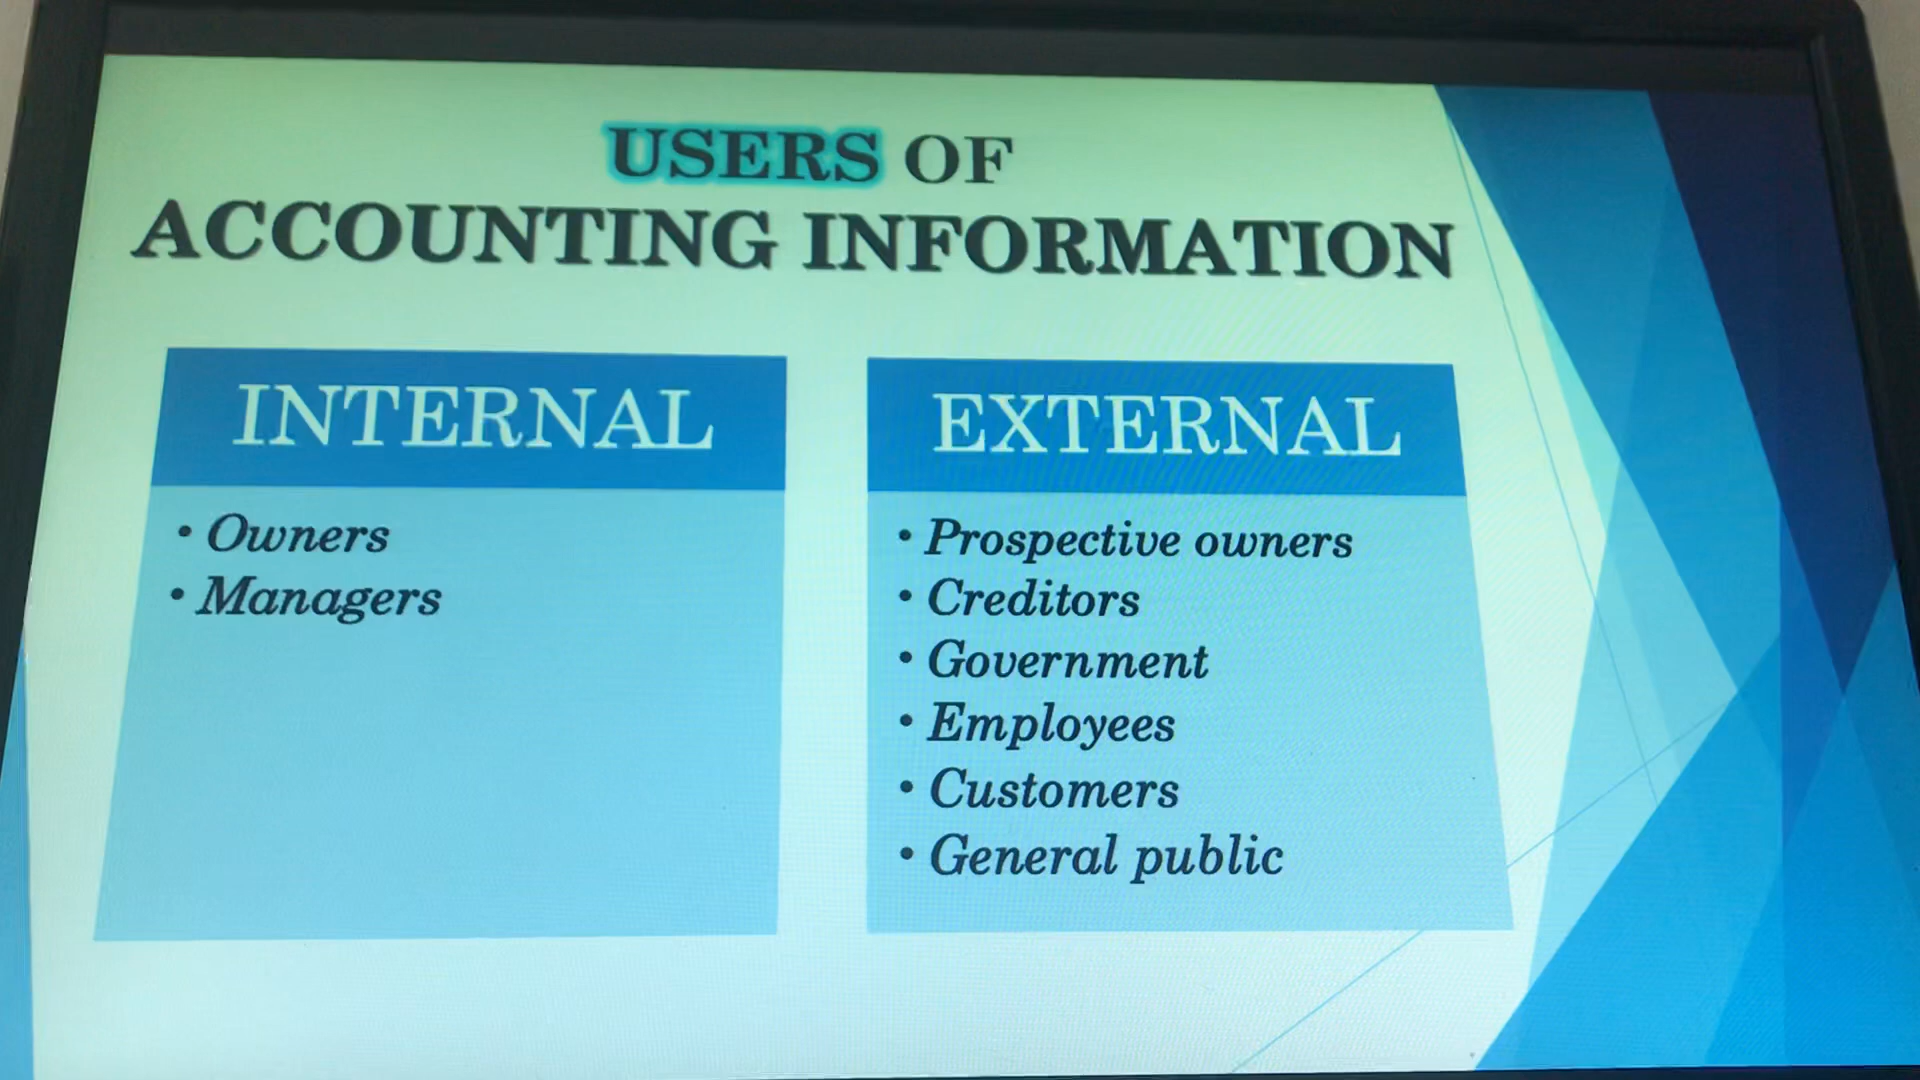 USERS OF
ACCOUNTING INFORMATION
INTERNAL
• Owners
• Managers
EXTERNAL
• Prospective owners
• Creditors
• Government
• Employees
• Customers
• General public